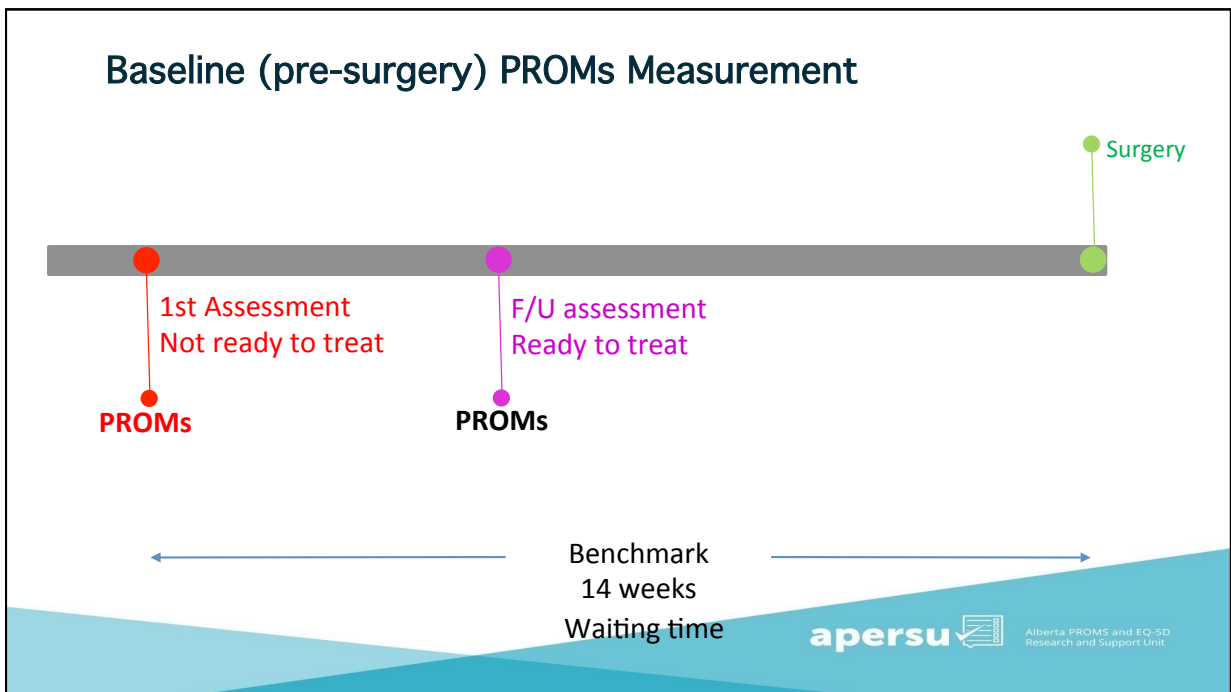 Baseline (pre-surgery) PROMs Measurement
Surgery
1st Assessment
Not ready to treat
F/U assessment
Ready to treat
PROMs
PROMs
Benchmark
14 weeks
Waiting time
apersu
Alberta PROMS and EQ-5D
Research and Support Unit